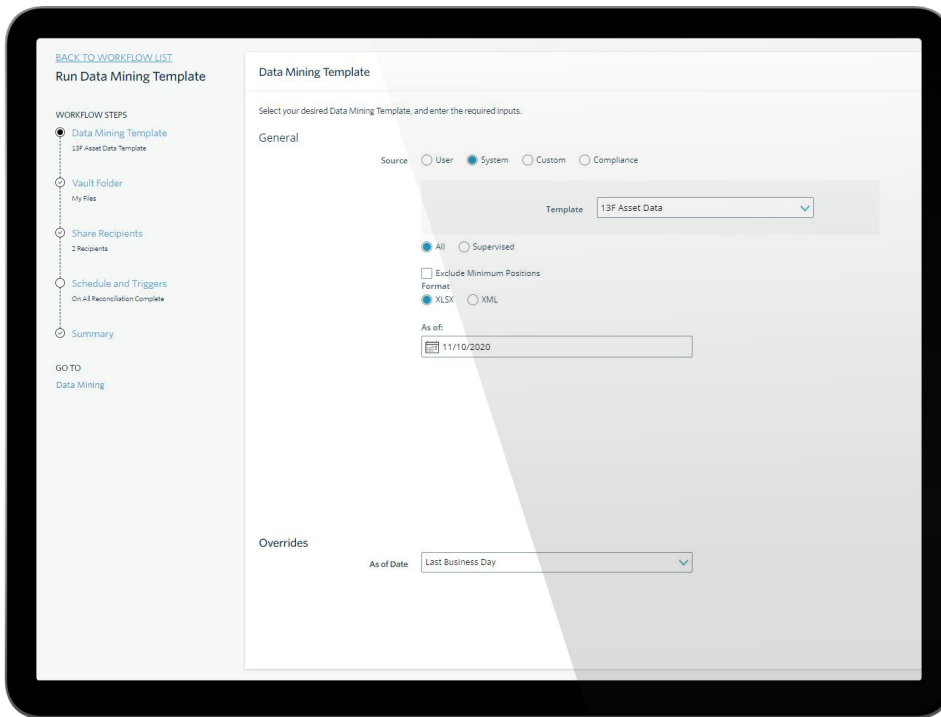 BACK TO WORKFLOW LIST
Run Data Mining Template
WORKFLOW STEPS
Data Mining Template
13F Asset Data Template
Vault Folder
My Files
Share Recipients
2 Recipients
Schedule and Triggers
On All Reconciliation Complete
Summary
GO TO
Data Mining
Data Mining Template
Select your desired Data Mining Template, and enter the required inputs.
General
Source User System Custom Compliance
Template 13F Asset Data
All Supervised
Exclude Minimum Positions
Format
XLSX XML
As of:
11/10/2020
Overrides
As of Date Last Business Day